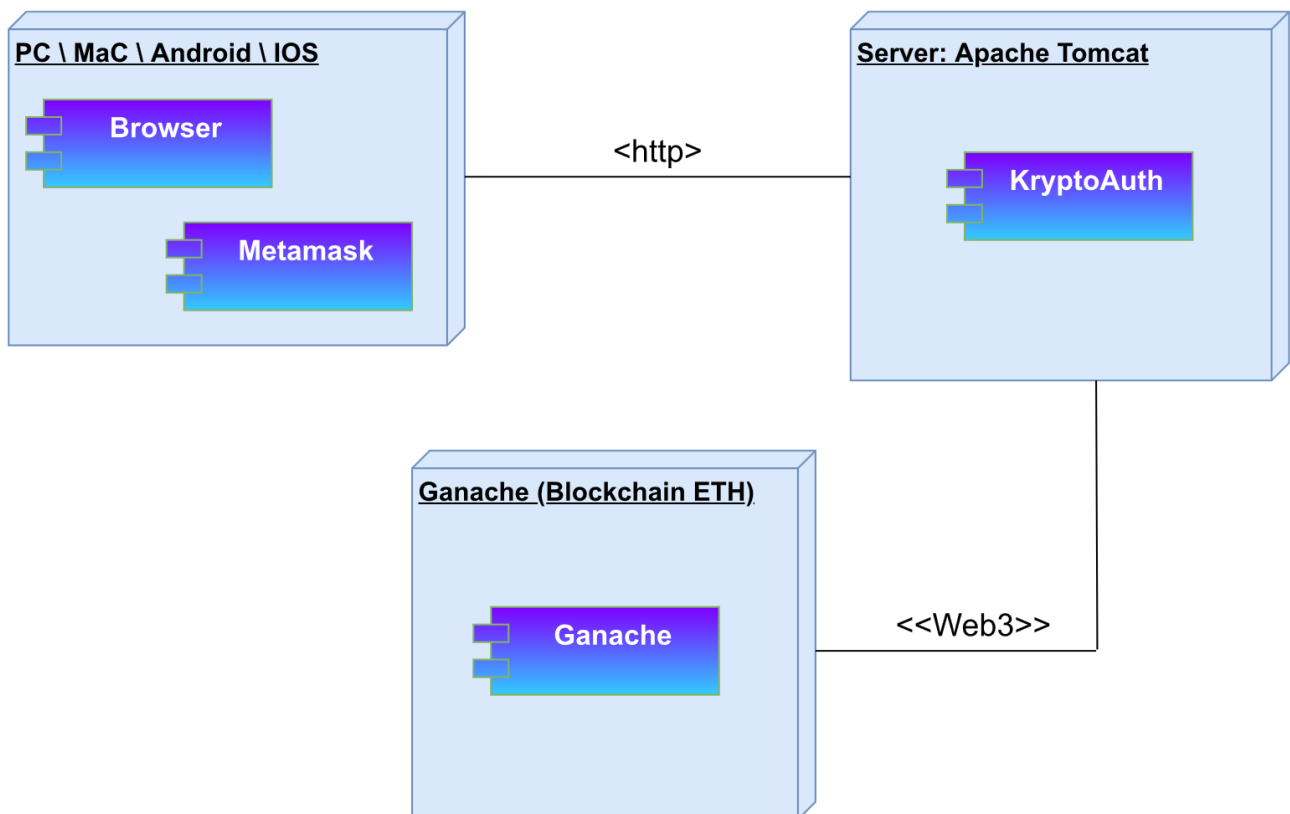 PC \ MaC \ Android \ IOS
Browser
Metamask
<http>
Server: Apache Tomcat
KryptoAuth
Ganache (Blockchain ETH)
Ganache
<<Web3>>